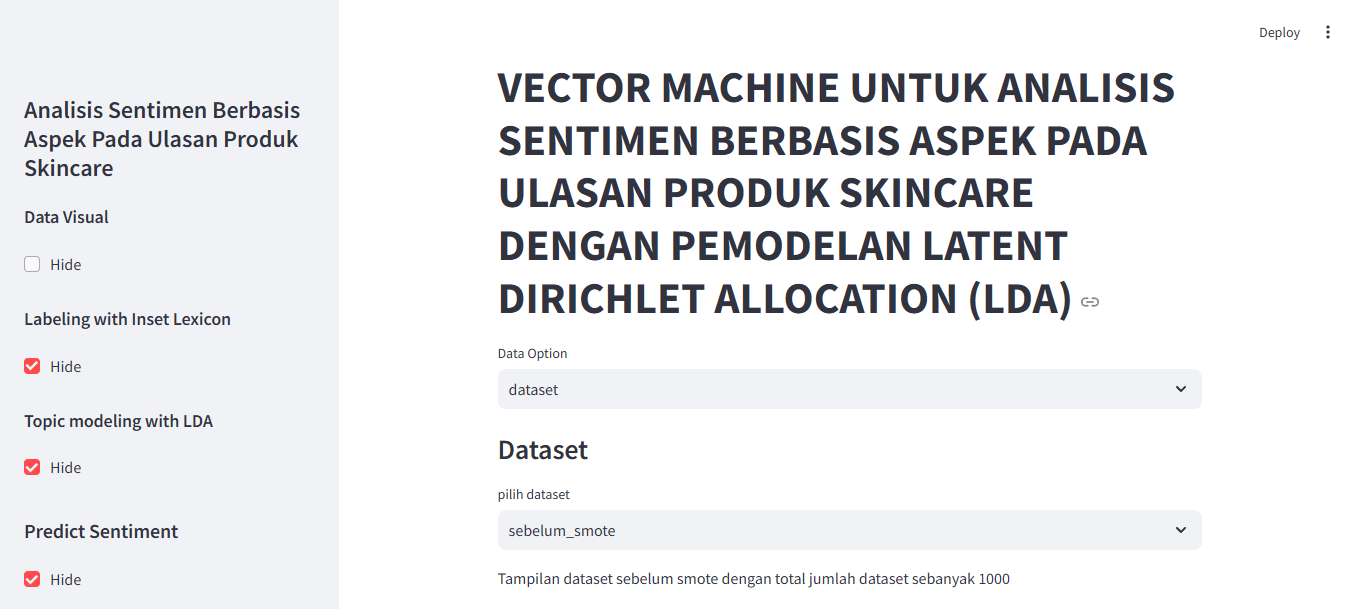 Deploy
Analisis Sentimen Berbasis
Aspek Pada Ulasan Produk
Skincare
Data Visual
Hide
Labeling with Inset Lexicon
Hide
Topic modeling with LDA
Hide
Predict Sentiment
Hide
VECTOR MACHINE UNTUK ANALISIS
SENTIMEN BERBASIS ASPEK PADA
ULASAN PRODUK SKINCARE
DENGAN PEMODELAN LATENT
DIRICHLET ALLOCATION (LDA)
Data Option
dataset
Dataset
pilih dataset
sebelum_smote
Tampilan dataset sebelum smote dengan total jumlah dataset sebanyak 1000